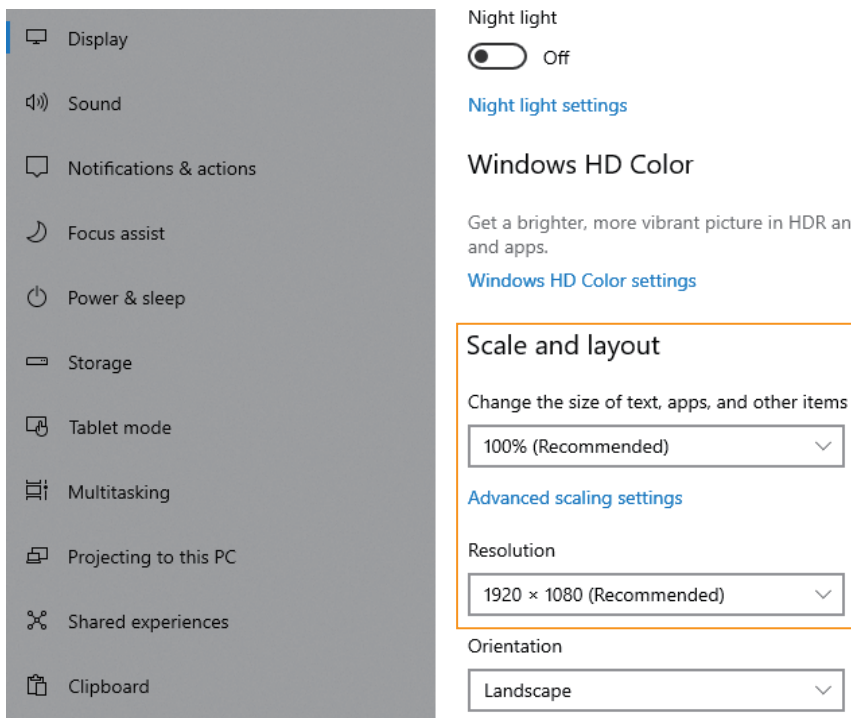 Display
Sound
Notifications & actions
Focus assist
Power & sleep
Storage
Tablet mode
Multitasking
Projecting to this PC
Shared experiences
Clipboard
Night light
Off
Night light settings
Windows HD Color
Get a brighter, more vibrant picture in HDR
and apps.
Windows HD Color settings
Scale and layout
Change the size of text, apps, and other items
100% (Recommended)
Advanced scaling settings
Resolution
1920 × 1080 (Recommended)
Orientation
Landscape